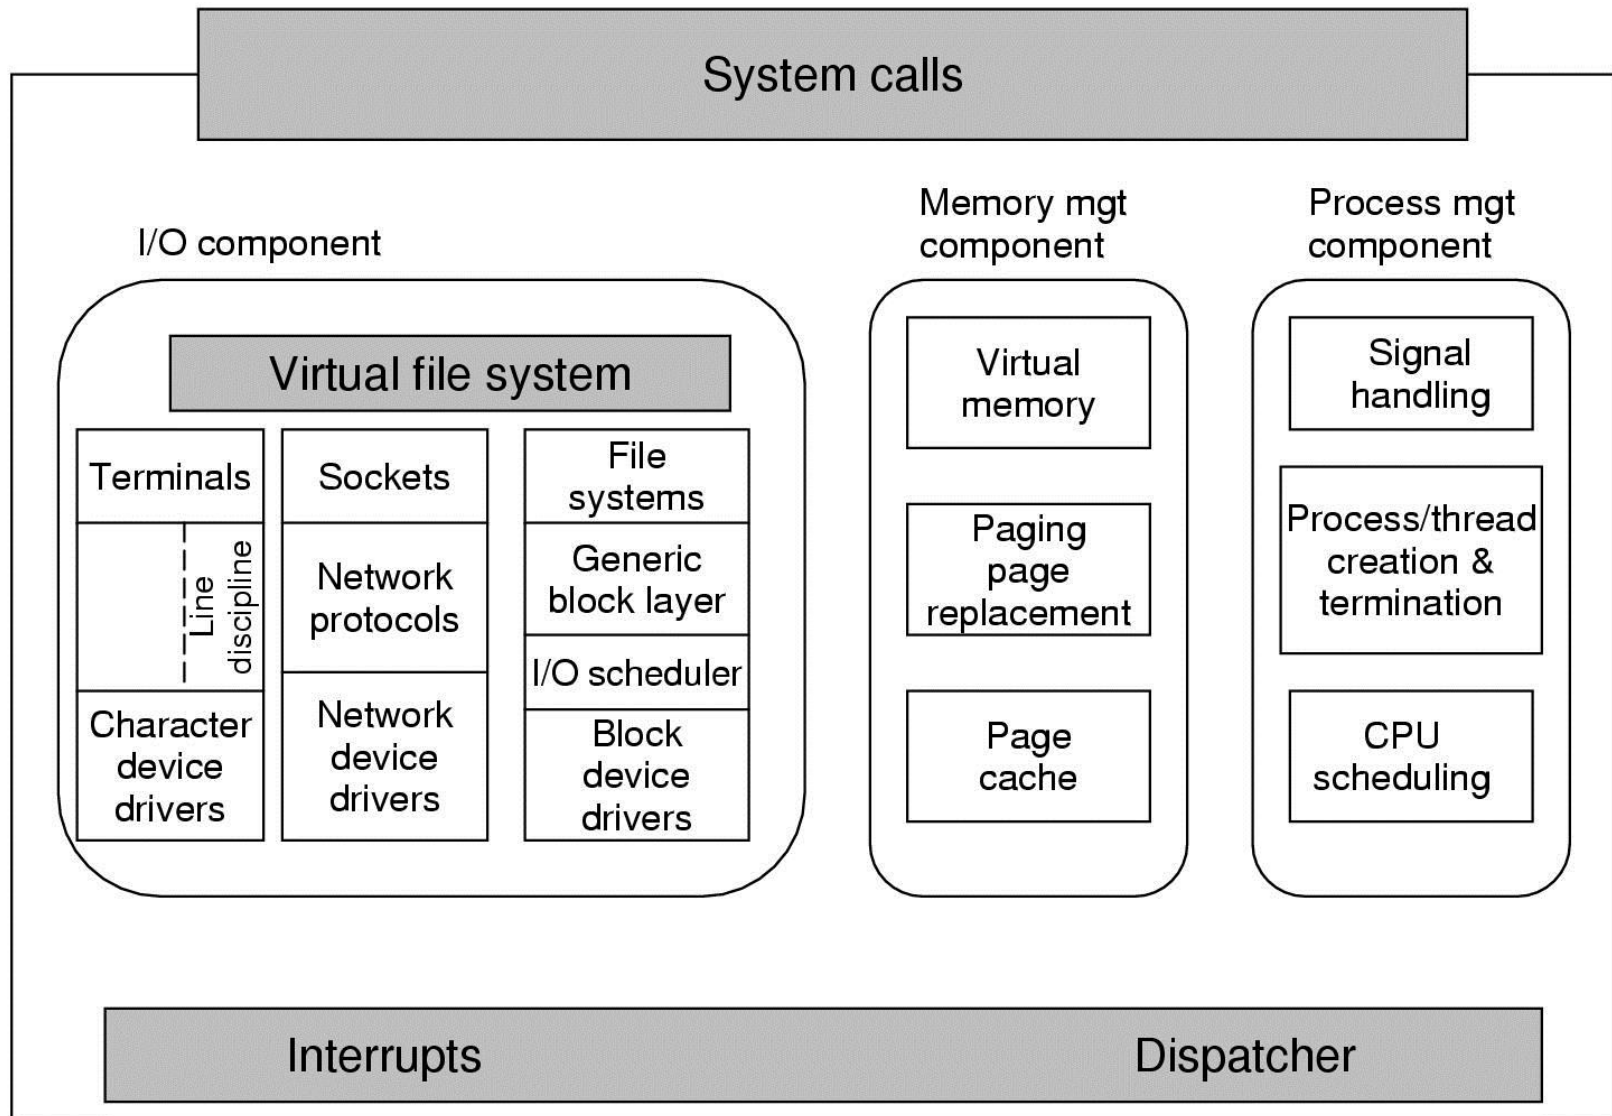 System calls
I/O component
Memory mgt
component
Process mgt
component
Virtual file system
Terminals
Line
discipline
Character
device
drivers
Sockets
Network
protocols
Network
device
drivers
File
systems
Generic
block layer
I/O scheduler
Block
device
drivers
Virtual
memory
Paging
page
replacement
Page
cache
Signal
handling
Process/thread
creation &
termination
CPU
scheduling
Interrupts
Dispatcher